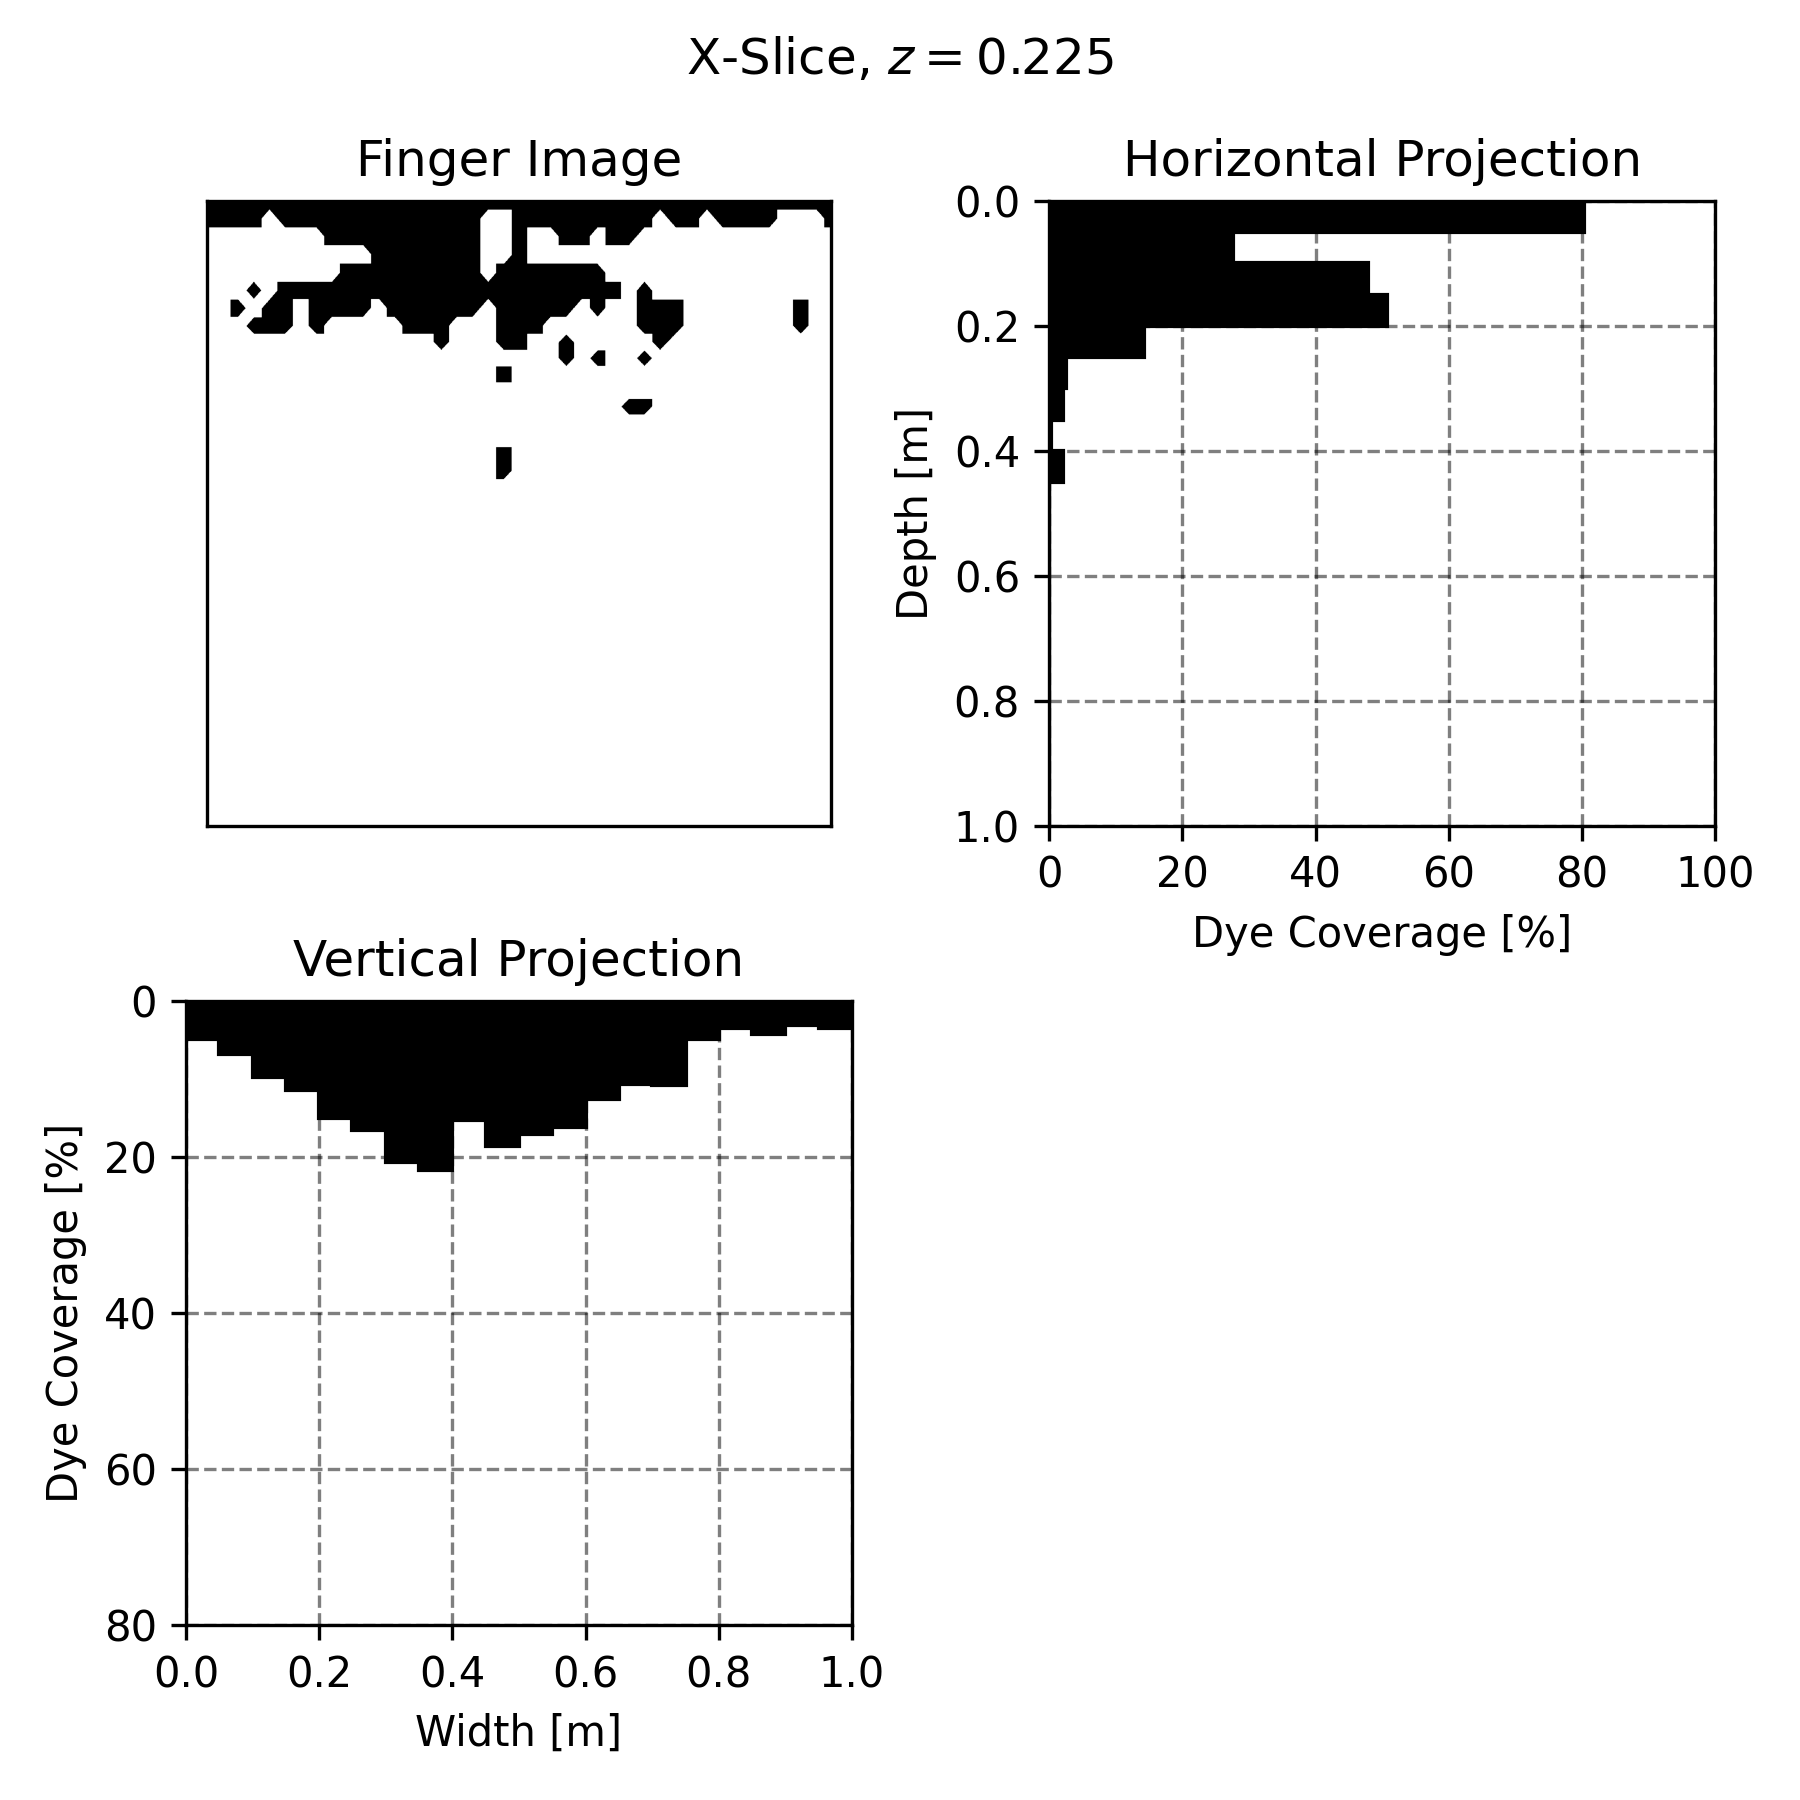 X-Slice, z = 0.225
Finger Image
Horizontal Projection
0.0
0.2
0.4
0.6
0.8
1.0
Depth [m]
0 20 40 60 80 100
Dye Coverage [%]
Vertical Projection
0
20
40
60
80
Dye Coverage [%]
0.0 0.2 0.4 0.6 0.8 1.0
Width [m]